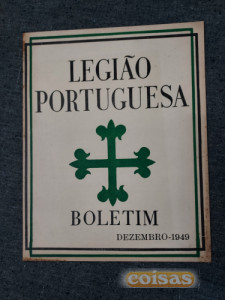 LEGIÃO
PORTUGUESA
BOLETIM
DEZEMBRO-1949
coisas